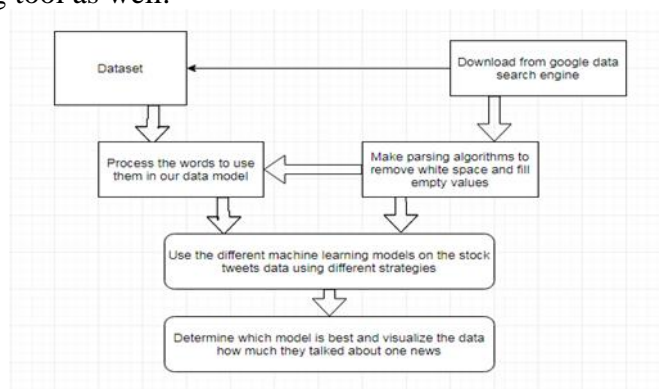 g tool as well.
Dataset
Download from google data
search engine
Process the words to use
them in our data model
Make parsing algorithms to
remove white space and fill
empty values
Use the different machine learning models on the stock
tweets data using different strategies
Determine which model is best and visualize the data
how much they talked about one news